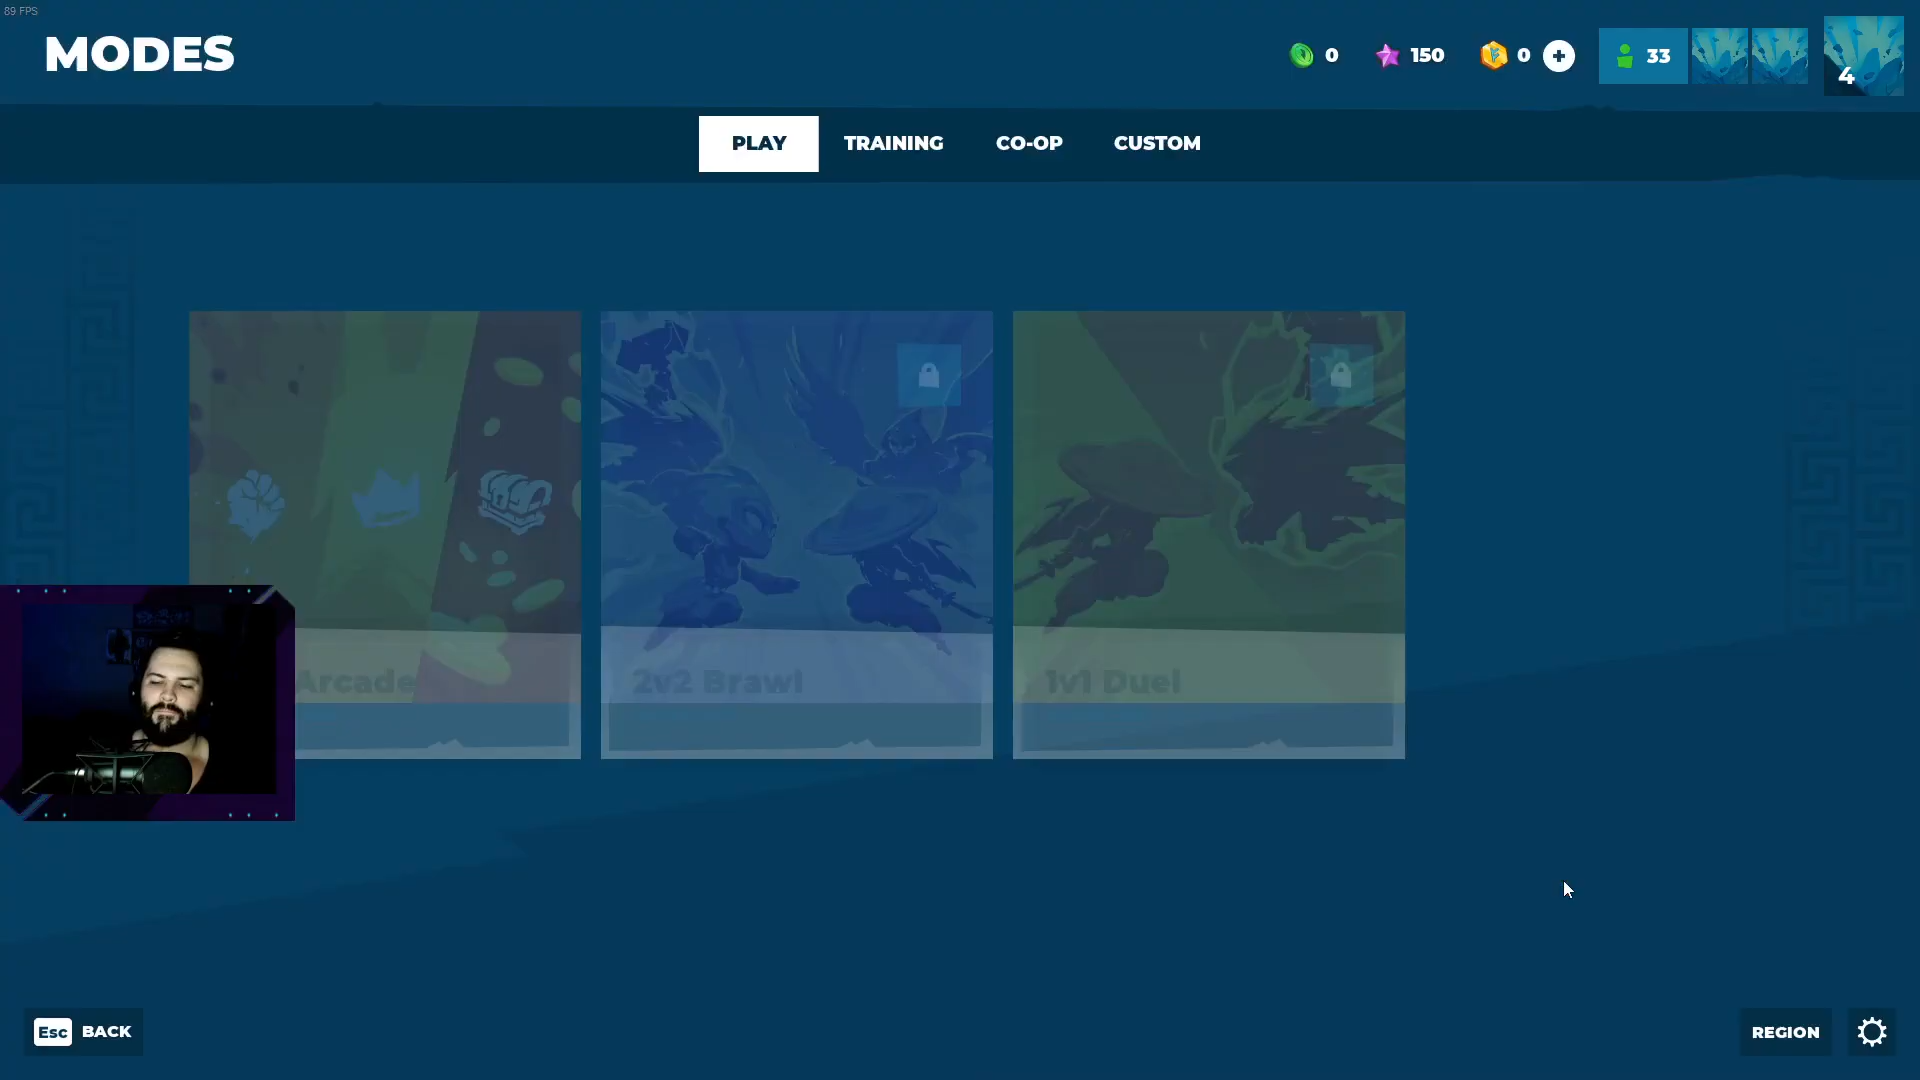 89 FPS
MODES
0
150
0
33
4
PLAY
TRAINING
CO-OP
CUSTOM
Arcade
2v2 Brawl
1v1 Duel
Esc BACK
REGION